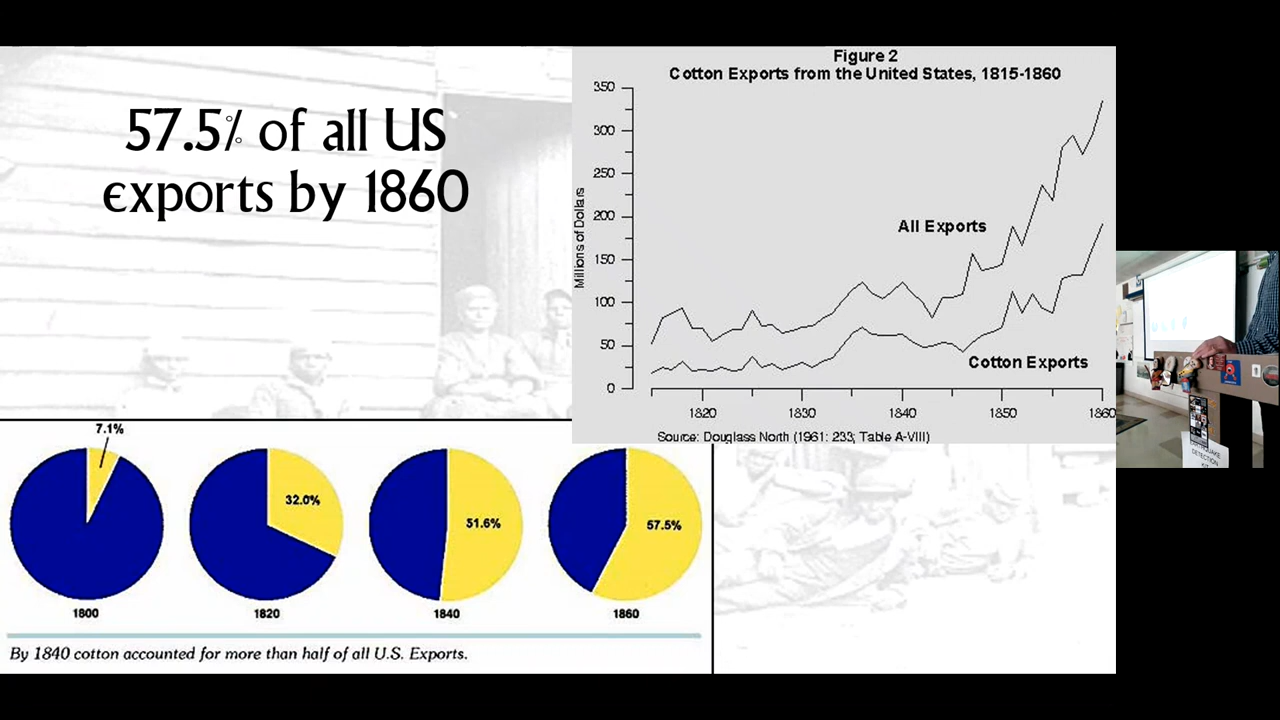 57.5% of all US
exports by 1860
Figure 2
Cotton Exports from the United States, 1815-1860
350
300
250
200
150
100
50
0
Millions of Dollars
All Exports
Cotton Exports
1820
1830
1840
1850
1860
Source: Douglass North (1961: 233; Table A-VIII)
7.1%
32.0%
51.6%
57.5%
1800
1820
1840
1860
By 1840 cotton accounted for more than half of all U.S. Exports.
DETECTION